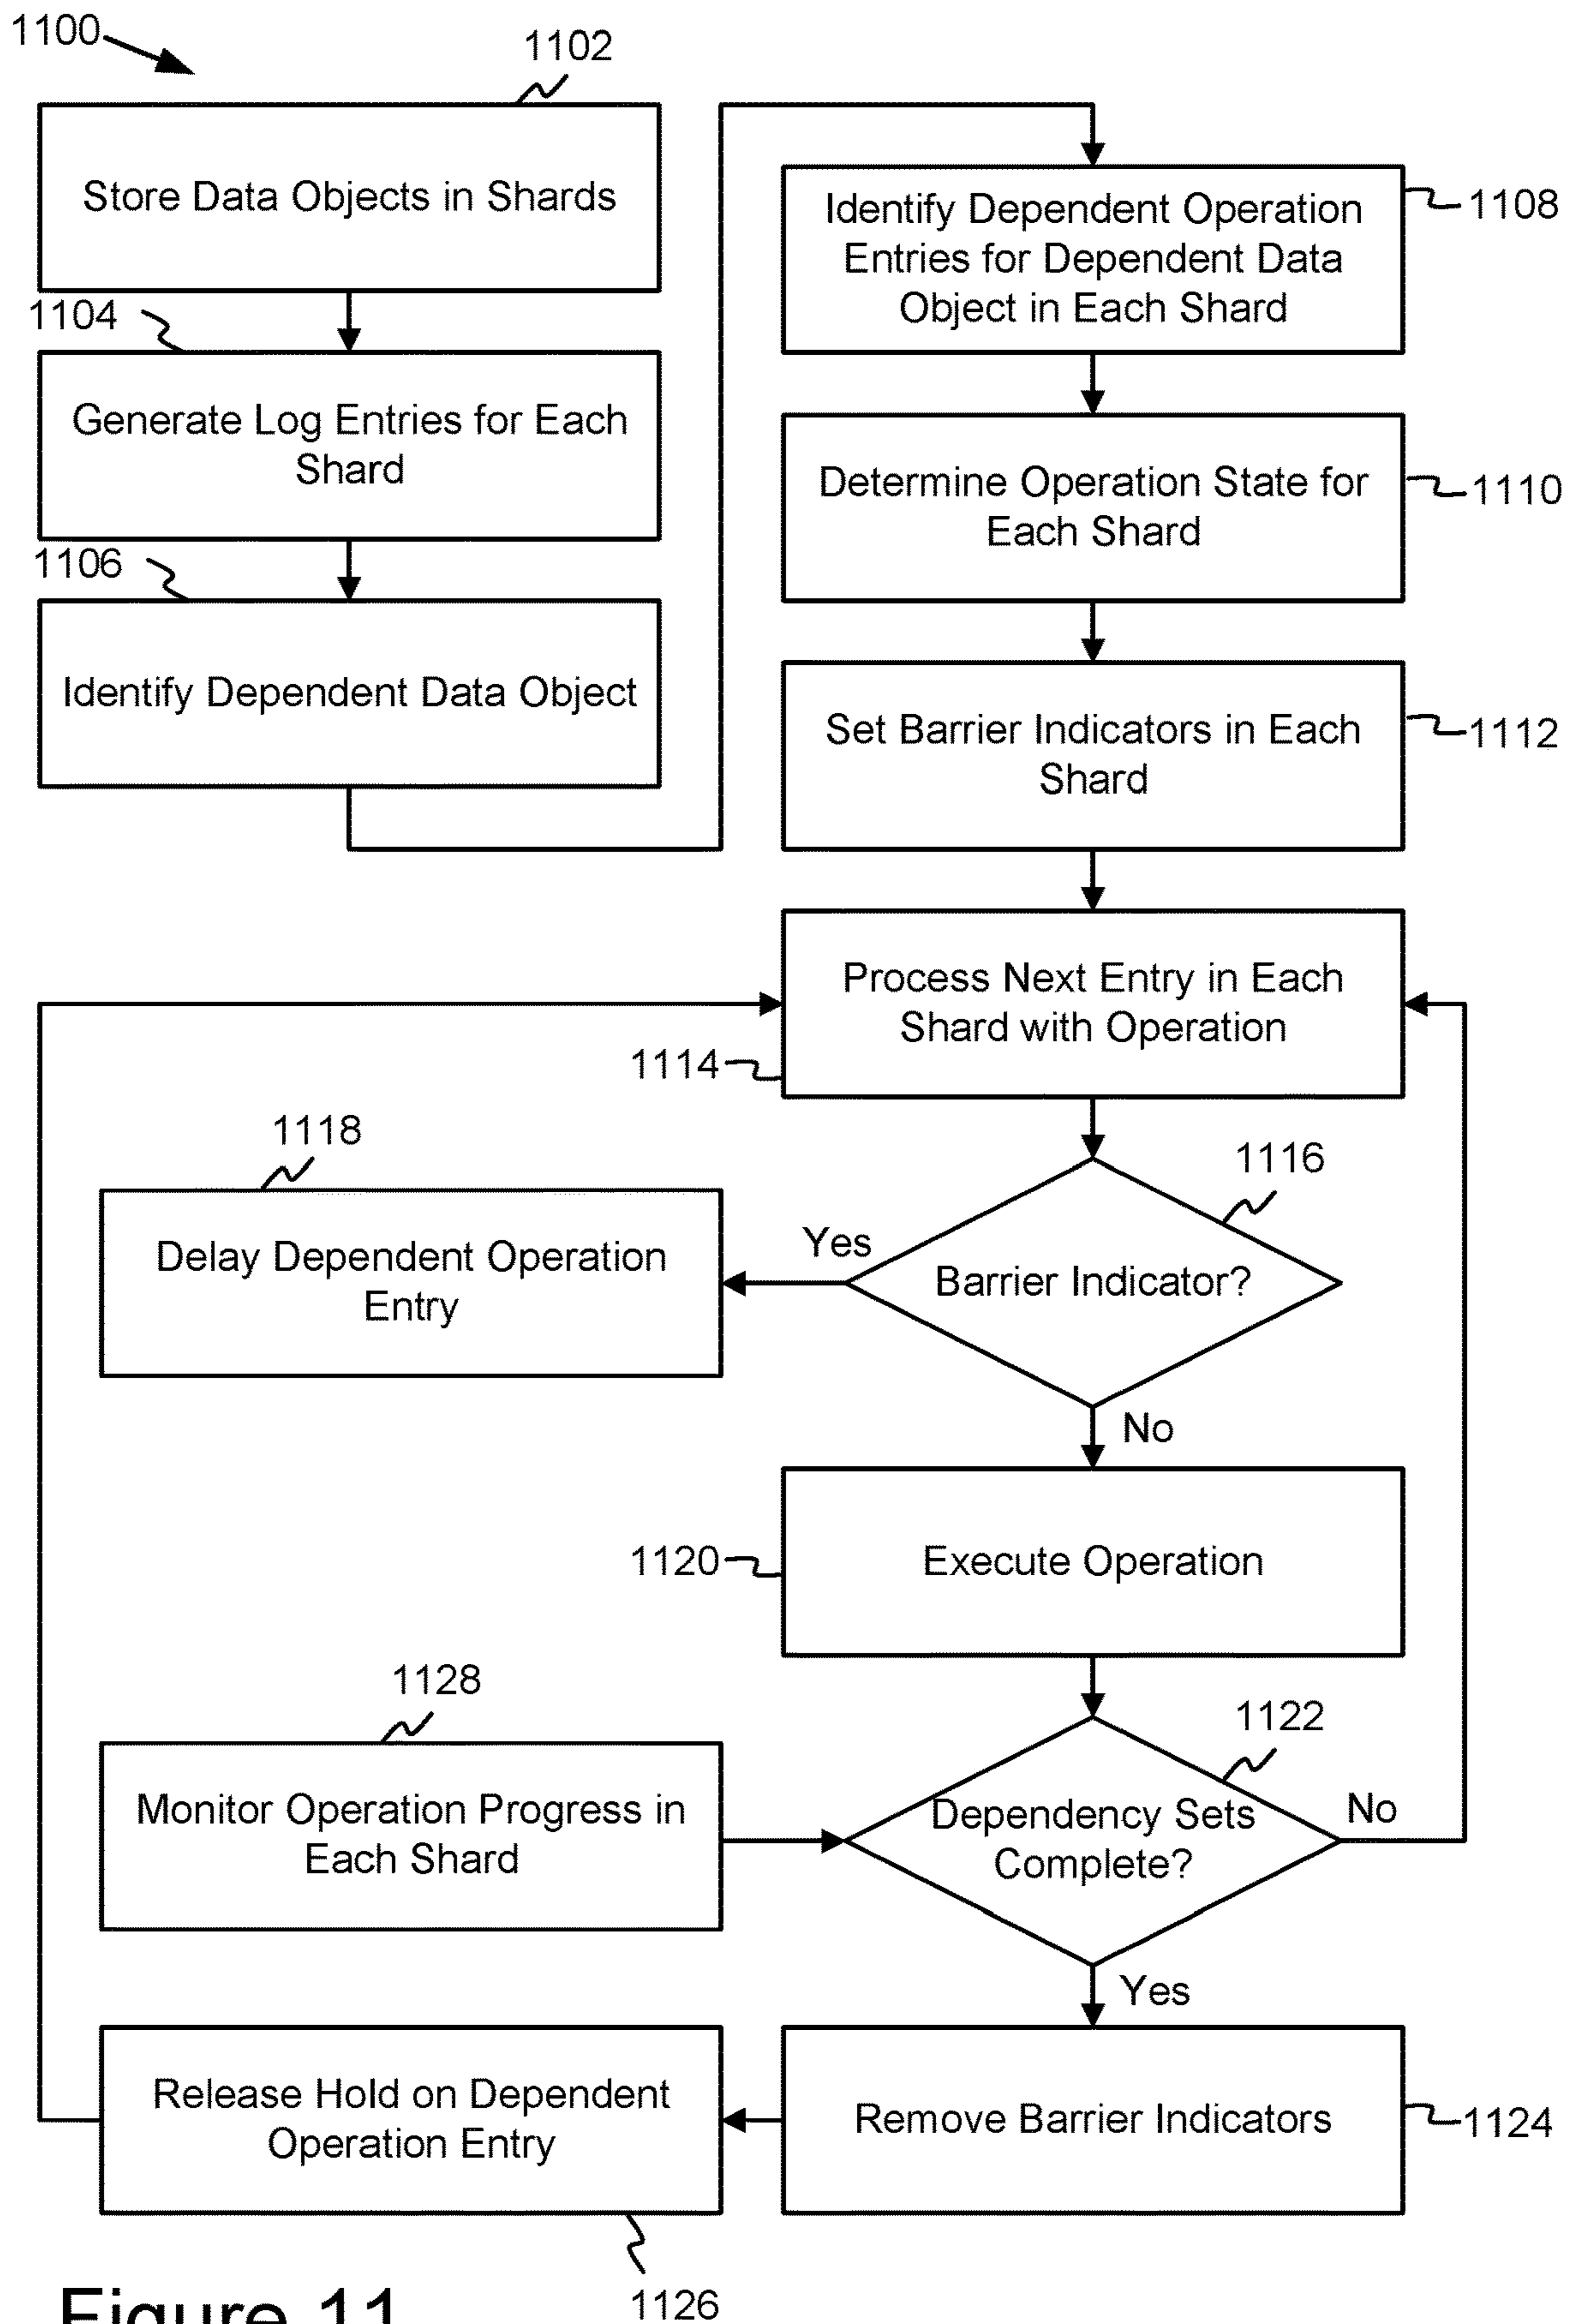 1100
1102
Store Data Objects in Shards
1104
Generate Log Entries for Each
Shard
1106
Identify Dependent Data Object
Identify Dependent Operation
Entries for Dependent Data
Object in Each Shard
1108
Determine Operation State for
Each Shard
1110
Set Barrier Indicators in Each
Shard
1112
Process Next Entry in Each
Shard with Operation
1114
1116
Barrier Indicator?
Yes
1118
Delay Dependent Operation
Entry
No
1120
Execute Operation
1122
Dependency Sets
Complete?
No
1128
Monitor Operation Progress in
Each Shard
Yes
Remove Barrier Indicators
1124
Release Hold on Dependent
Operation Entry
1126
Figure 11